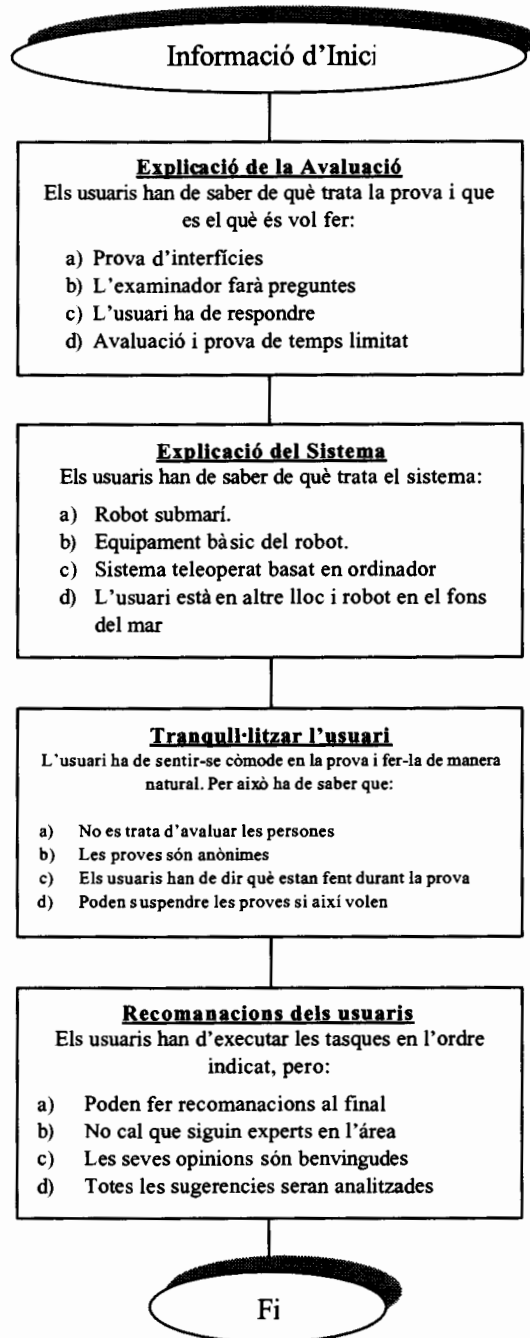 Informació d'Inici
Explicació de la Avaluació
Els usuaris han de saber de què trata la prova i que
es el què és vol fer:
a) Prova d'interfícies
b) L'examinador farà preguntes
c) L'usuari ha de respondre
d) Avaluació i prova de temps limitat
Explicació del Sistema
Els usuaris han de saber de què trata el sistema:
a) Robot submarí.
b) Equipament bàsic del robot.
c) Sistema teleoperat basat en ordinador
d) L'usuari està en altre lloc i robot en el fons
del mar
Tranqull·litzar l'usuari
L'usuari ha de sentir-se còmode en la prova i fer-la de manera
natural. Per això ha de saber que:
a) No es trata d'avaluar les persones
b) Les proves són anònimes
c) Els usuaris han de dir què estan fent durant la prova
d) Poden suspendre les proves si així volen
Recomanacions dels usuaris
Els usuaris han d'executar les tasques en l'ordre
indicat, pero:
a) Poden fer recomanacions al final
b) No cal que siguin experts en l'área
c) Les seves opinions són benvingudes
d) Totes les sugerencies seran analitzades
Fi